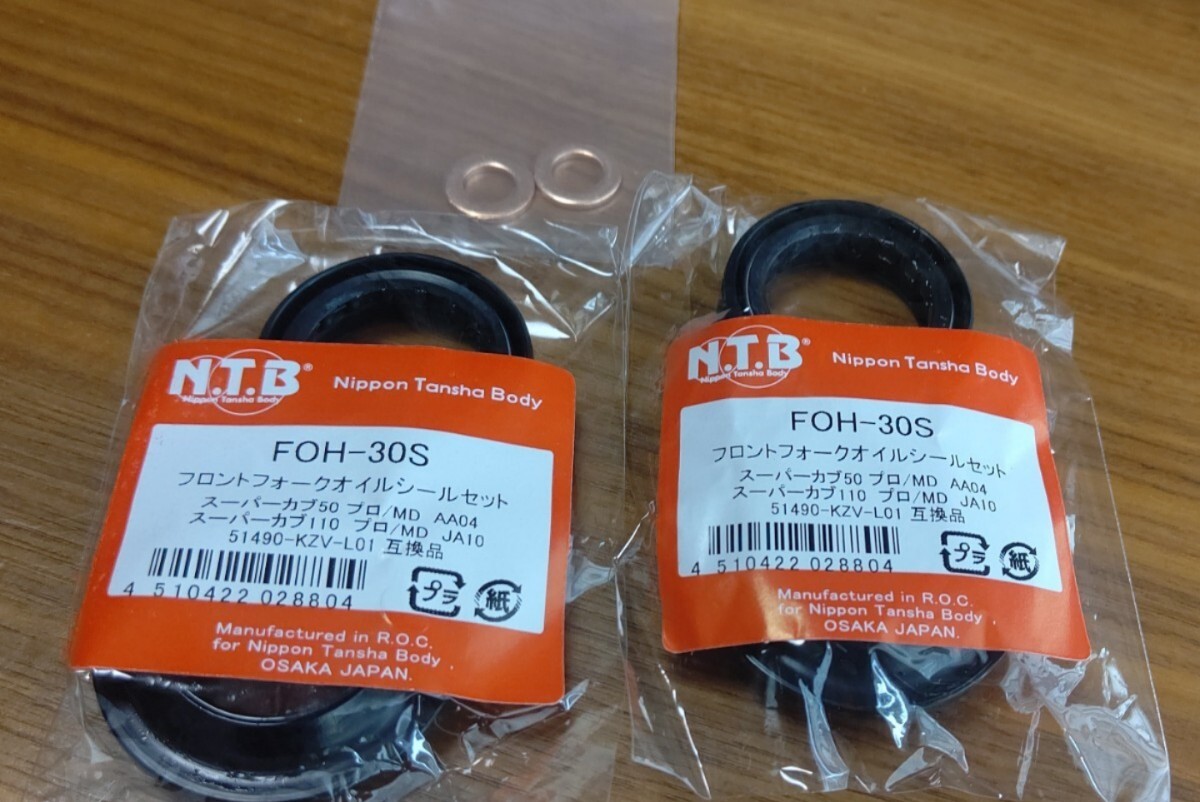 N.T.B®
Nippon Tansha Body
Nippon Tansha Body
FOH-30S
フロントフォークオイルシールセット
スーパーカブ50 プロ/MD AA04
スーパーカブ110 プロ/MD JA10
51490-KZV-L01 互換品
4 510422 028804
プラ
紙
Manufactured in R.O.C.
for Nippon Tansha Body
OSAKA JAPAN.
N.T.B®
Nippon Tansha Body
Nippon Tansha Body
FOH-30S
フロントフォークオイルシールセット
スーパーカブ50 プロ/MD AA04
スーパーカブ110 プロ/MD JA10
51490-KZV-L01 互換品
4 510422 028804
プラ
紙
Manufactured in R.O.C.
for Nippon Tansha Body
OSAKA JAPAN.